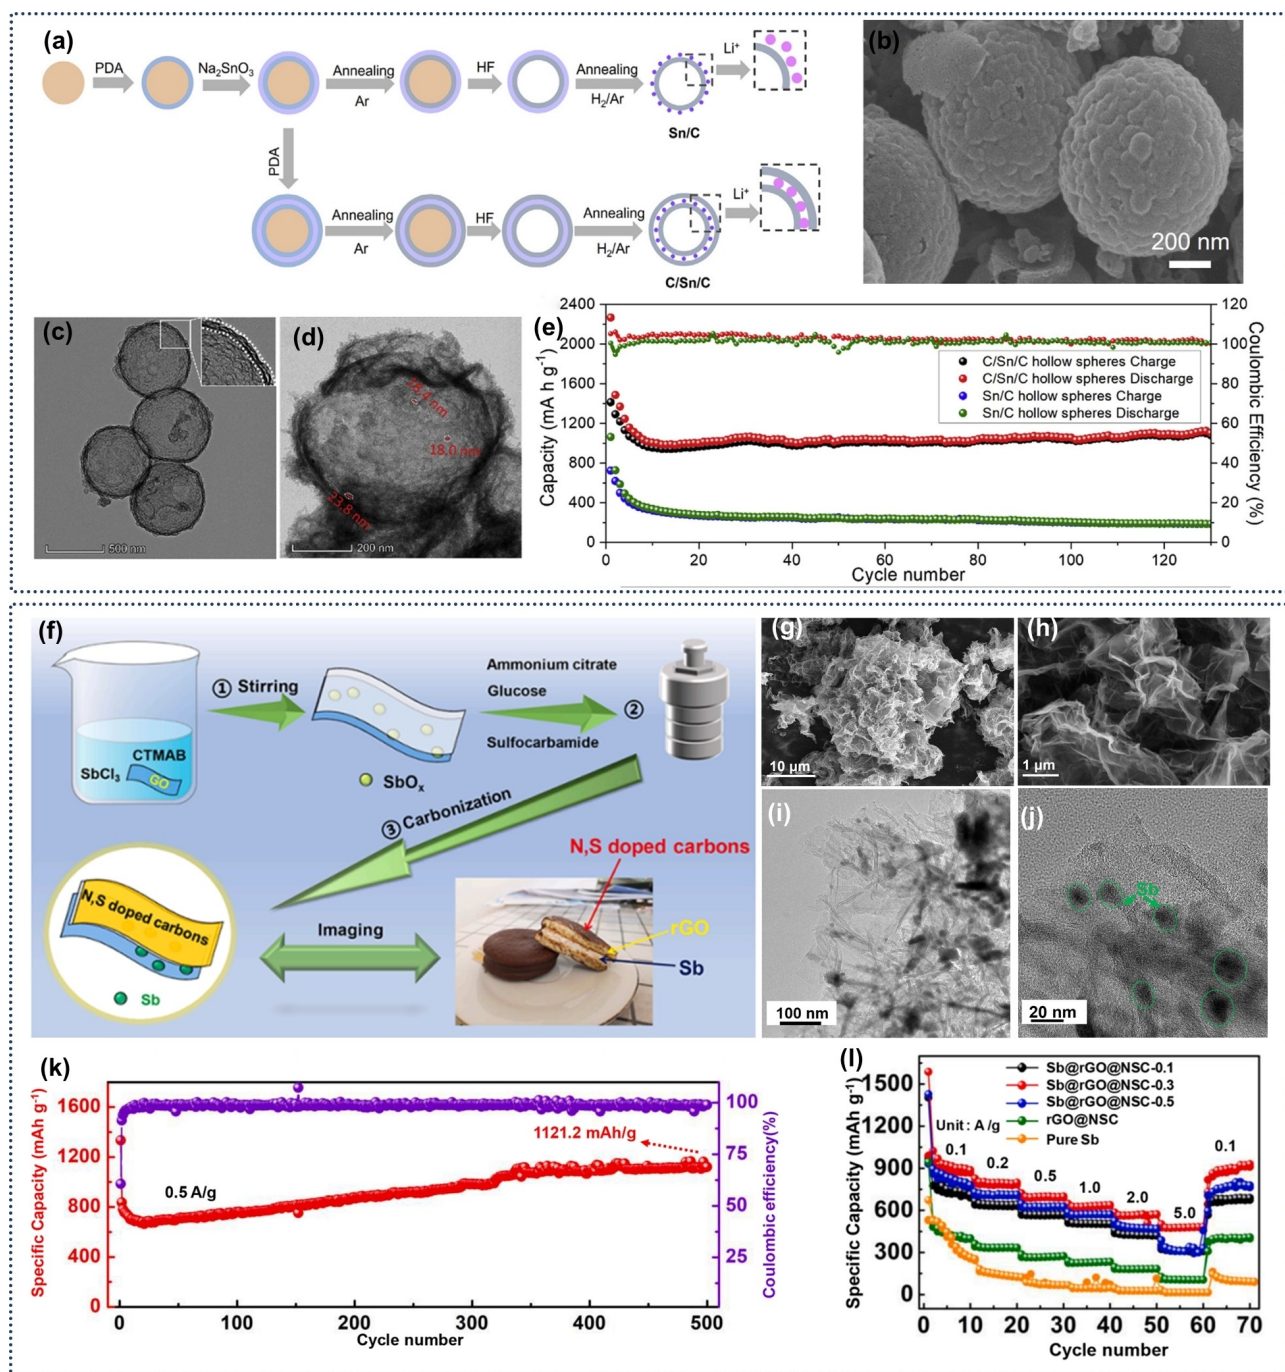 (a)
PDA
Na₂SnO₃
Annealing
Ar
HF
Annealing
H₂/Ar
Li⁺
Sn/C
PDA
Annealing
Ar
HF
Annealing
H₂/Ar
Li⁺
C/Sn/C
(b)
200 nm
(c)
500 nm
(d)
18.0 nm
23.8 nm
200 nm
(e)
Capacity (mA h g⁻¹)
2400
2000
1600
1200
800
400
0
0 20 40 60 80 100 120
Cycle number
120
100
80
60
40
20
0
Coulombic Efficiency (%)
C/Sn/C hollow spheres Charge
C/Sn/C hollow spheres Discharge
Sn/C hollow spheres Charge
Sn/C hollow spheres Discharge
(f)
SbCl₃
CTMAB
GO
① Stirring
SbOₓ
Ammonium citrate
Glucose
Sulfocarbamide
②
③ Carbonization
N,S doped carbons
Sb
Imaging
N,S doped carbons
rGO
Sb
(g)
10 μm
(h)
1 μm
(i)
100 nm
(j)
Sb
20 nm
(k)
Specific Capacity (mAh g⁻¹)
1600
1200
800
400
0
0 100 200 300 400 500
Cycle number
100
75
50
25
Coulombic efficiency(%)
0.5 A/g
1121.2 mAh/g
(l)
Specific Capacity (mAh g⁻¹)
1500
1200
900
600
300
0
0 10 20 30 40 50 60 70
Cycle number
Sb@rGO@NSC-0.1
Sb@rGO@NSC-0.3
Sb@rGO@NSC-0.5
rGO@NSC
Pure Sb
Unit: A/g
0.1
0.2
0.5
1.0
2.0
5.0
0.1